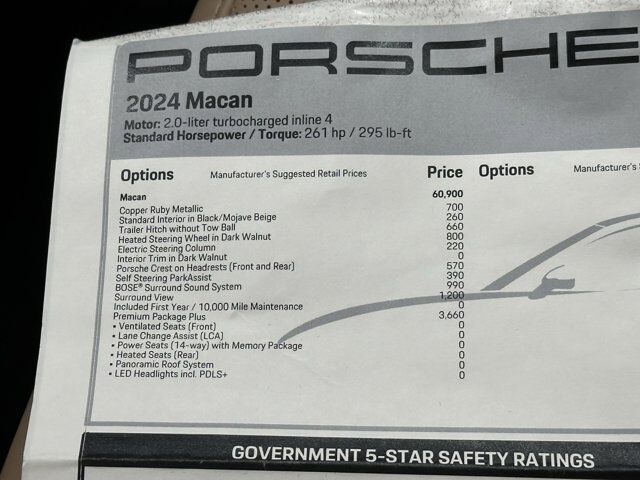 PORSCHE
2024 Macan
Motor: 2.0-liter turbocharged inline 4
Standard Horsepower / Torque: 261 hp / 295 lb-ft
Options Manufacturer's Suggested Retail Prices Price Options Manufacturer's
Macan 60,900
Copper Ruby Metallic 700
Standard Interior in Black/Mojave Beige 260
Trailer Hitch without Tow Ball 660
Heated Steering Wheel in Dark Walnut 800
Electric Steering Column 220
Interior Trim in Dark Walnut 0
Porsche Crest on Headrests (Front and Rear) 570
Self Steering ParkAssist 390
BOSE® Surround Sound System 990
Surround View 1,200
Included First Year / 10,000 Mile Maintenance 0
Premium Package Plus 3,660
• Ventilated Seats (Front) 0
• Lane Change Assist (LCA) 0
• Power Seats (14-way) with Memory Package 0
• Heated Seats (Rear) 0
• Panoramic Roof System 0
• LED Headlights incl. PDLS+ 0
GOVERNMENT 5-STAR SAFETY RATINGS